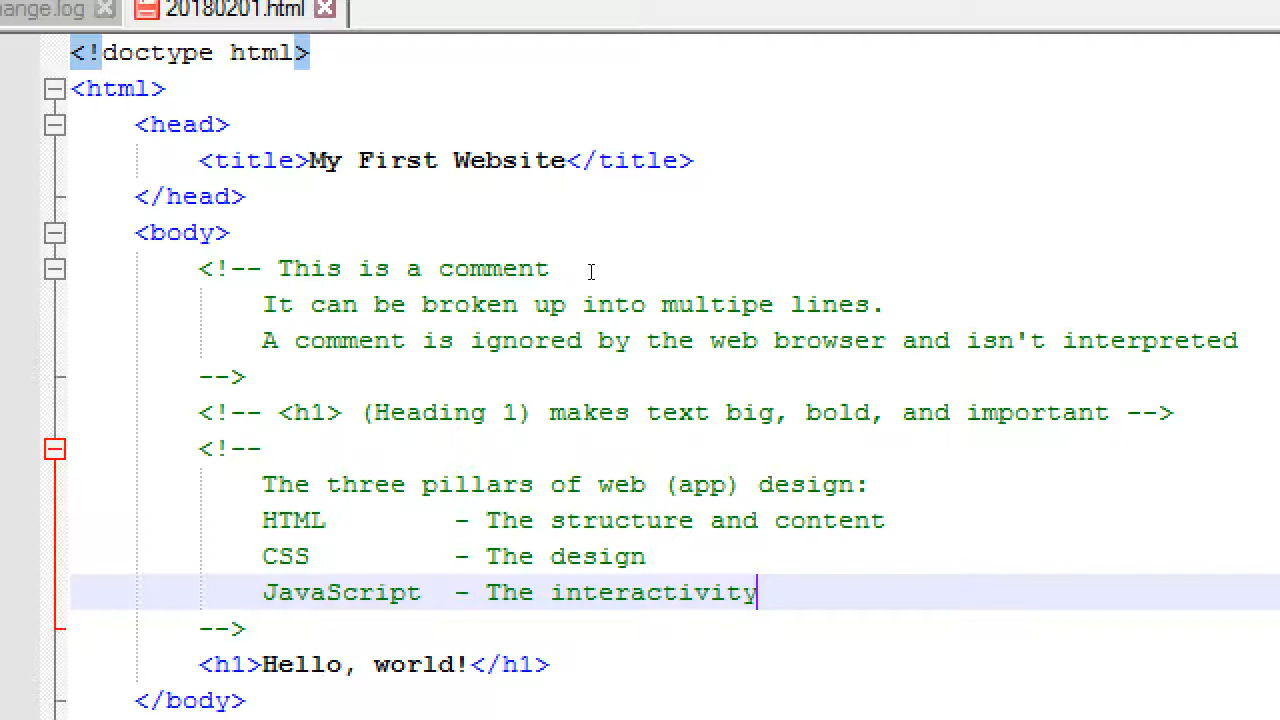 ange.log 20180201.html
<!doctype html>
<html>
<head>
<title>My First Website</title>
</head>
<body>
<!-- This is a comment
It can be broken up into multipe lines.
A comment is ignored by the web browser and isn't interpreted
-->
<!-- <h1> (Heading 1) makes text big, bold, and important -->
<!--
The three pillars of web (app) design:
HTML - The structure and content
CSS - The design
JavaScript - The interactivity
-->
<h1>Hello, world!</h1>
</body>